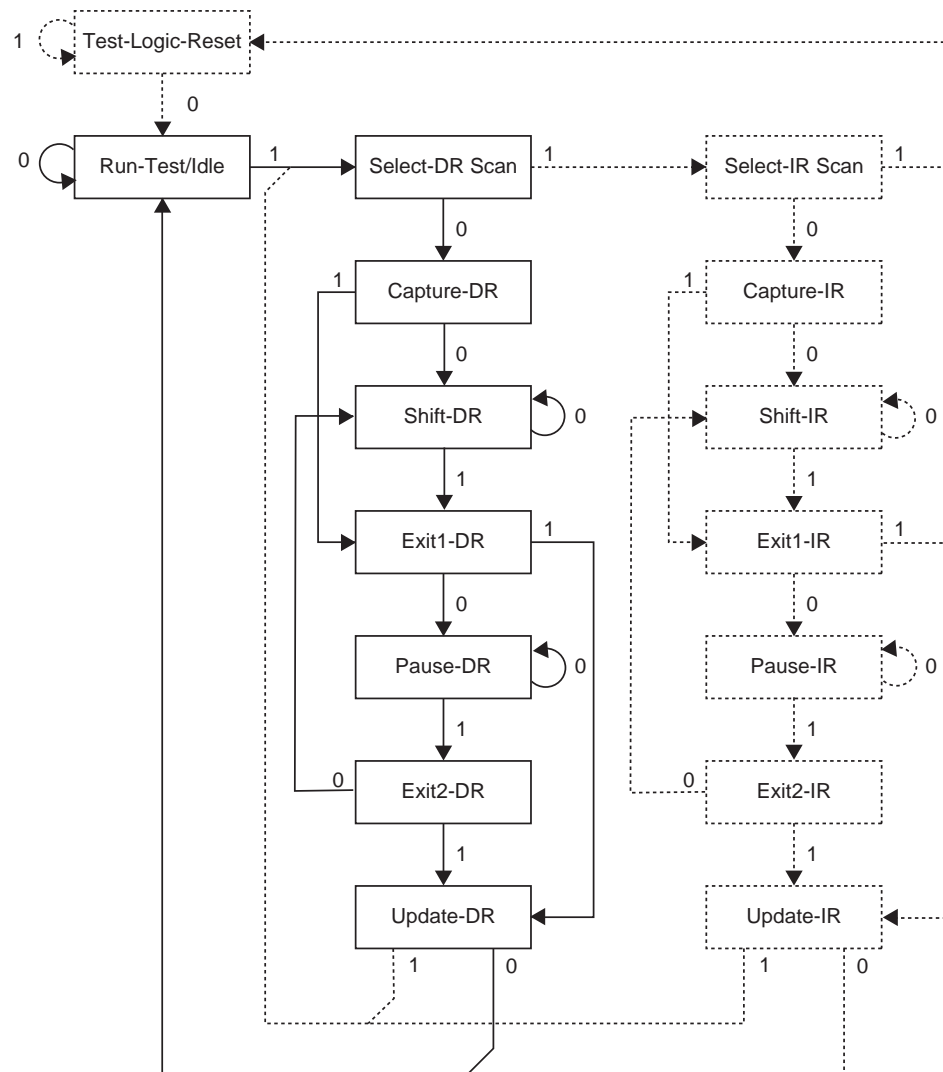 1
Test-Logic-Reset
0
0
Run-Test/Idle
1
Select-DR Scan
1
Select-IR Scan
1
0
0
1
Capture-DR
1
Capture-IR
0
0
Shift-DR
0
Shift-IR
0
1
1
Exit1-DR
1
Exit1-IR
1
0
0
Pause-DR
0
Pause-IR
0
1
1
0
Exit2-DR
0
Exit2-IR
1
1
Update-DR
Update-IR
1
0
1
0